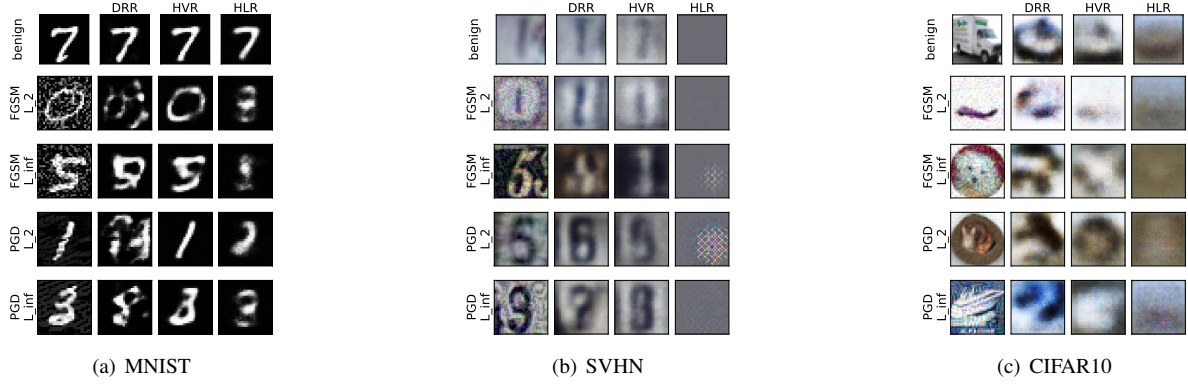 DRR HVR HLR
benign
FGSM
L_2
FGSM
L_inf
PGD
L_2
PGD
L_inf
(a) MNIST
DRR HVR HLR
benign
FGSM
L_2
FGSM
L_inf
PGD
L_2
PGD
L_inf
(b) SVHN
DRR HVR HLR
benign
FGSM
L_2
FGSM
L_inf
PGD
L_2
PGD
L_inf
(c) CIFAR10